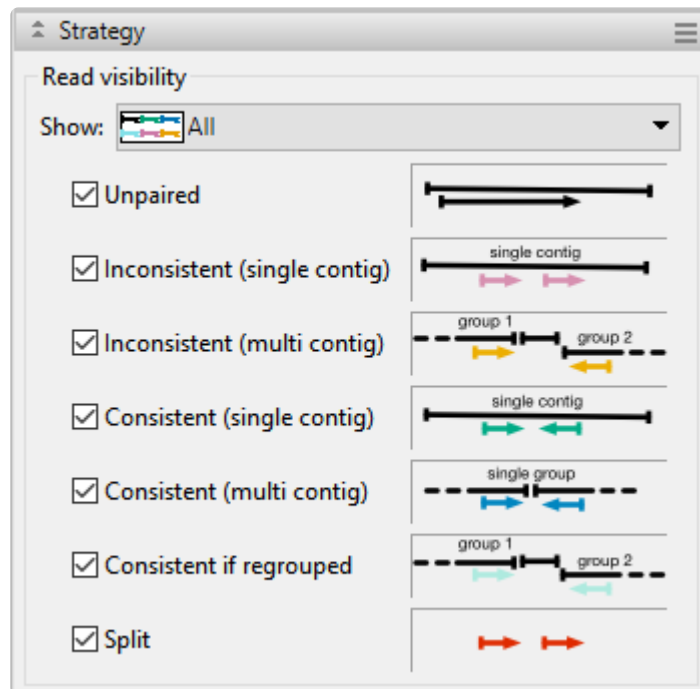 Strategy
Read visibility
Show: All
Unpaired
Inconsistent (single contig) single contig
Inconsistent (multi contig) group 1 group 2
Consistent (single contig) single contig
Consistent (multi contig) single group
Consistent if regrouped group 1 group 2
Split